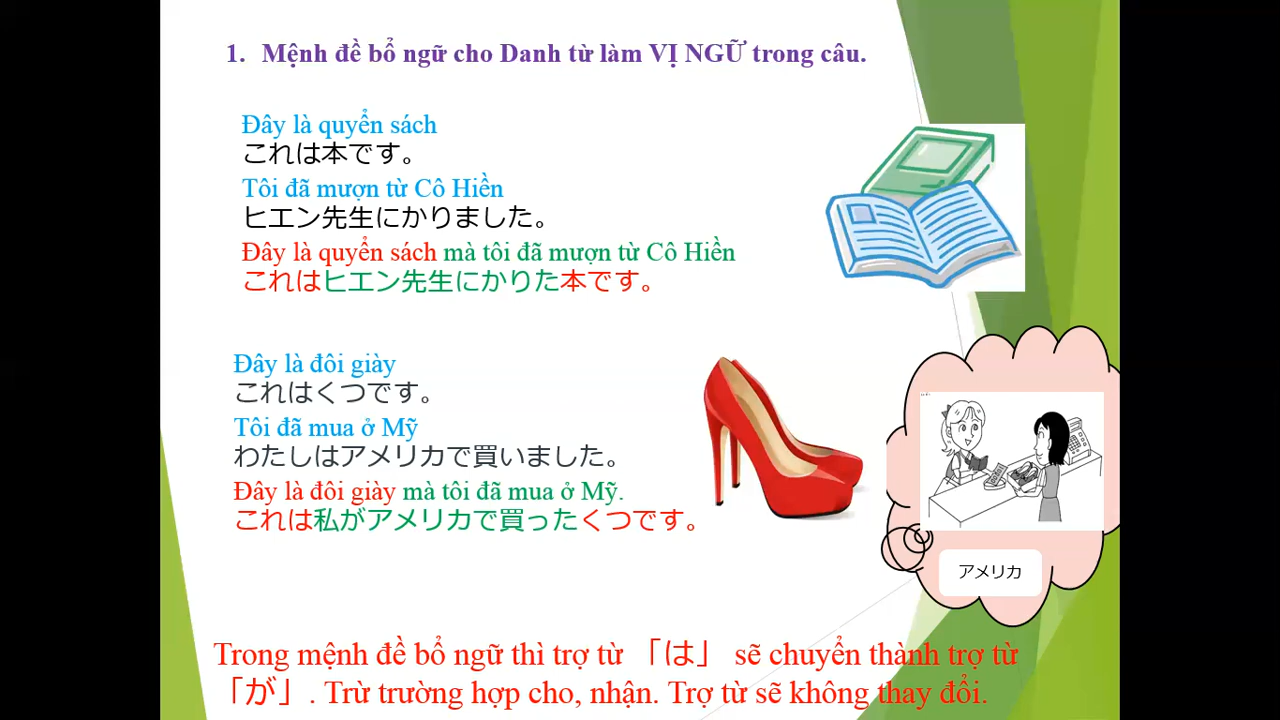 1. Mệnh đề bổ ngữ cho Danh từ làm VỊ NGỮ trong câu.
Đây là quyển sách
これは本です。
Tôi đã mượn từ Cô Hiền
ヒエン先生にかりました。
Đây là quyển sách mà tôi đã mượn từ Cô Hiền
これはヒエン先生にかりた本です。
Đây là đôi giày
これはくつです。
Tôi đã mua ở Mỹ
わたしはアメリカで買いました。
Đây là đôi giày mà tôi đã mua ở Mỹ.
これは私がアメリカで買ったくつです。
アメリカ
Trong mệnh đề bổ ngữ thì trợ từ 「は」 sẽ chuyển thành trợ từ
「が」. Trừ trường hợp cho, nhận. Trợ từ sẽ không thay đổi.